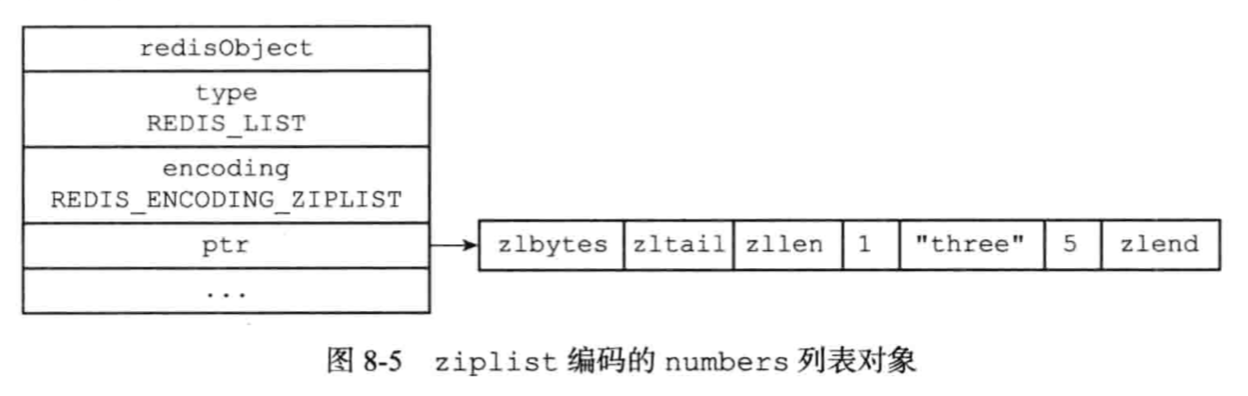 redisObject
type
REDIS_LIST
encoding
REDIS_ENCODING_ZIPLIST
ptr
zlbytes zltail zllen 1 "three" 5 zlend
...
图 8-5 ziplist 编码的 numbers 列表对象